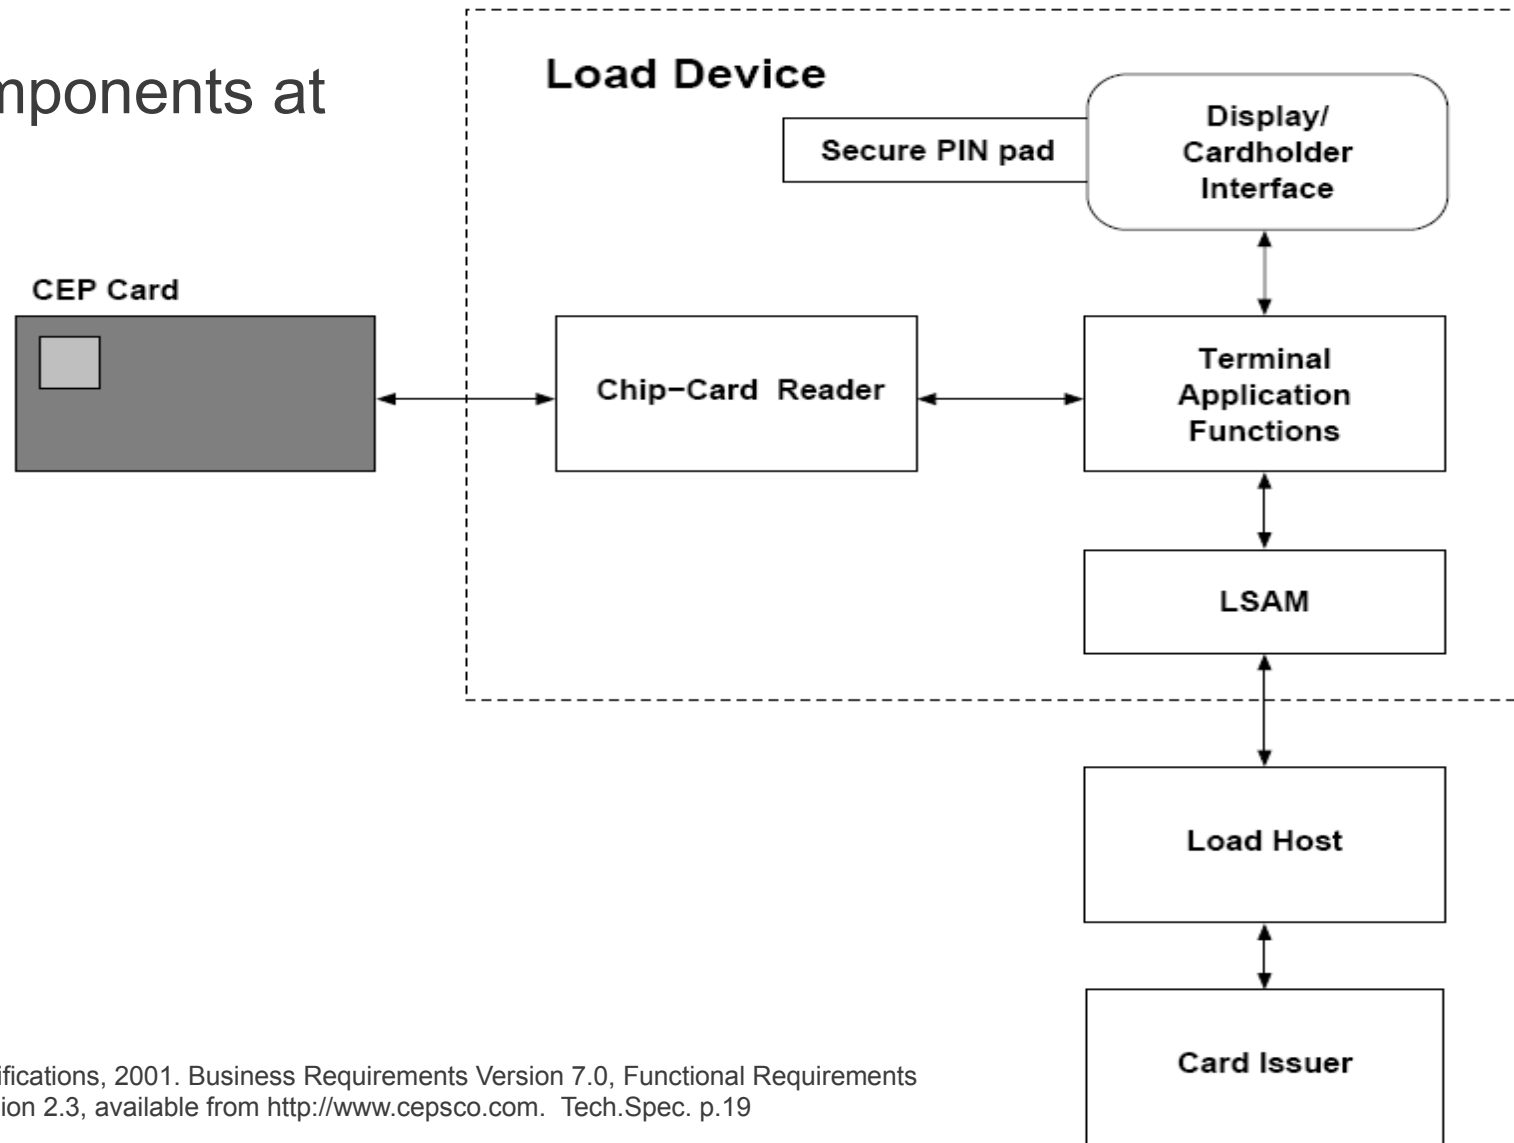 mponents at
Load Device
Secure PIN pad
Display/
Cardholder
Interface
CEP Card
Chip-Card Reader
Terminal
Application
Functions
LSAM
Load Host
Card Issuer
ifications, 2001. Business Requirements Version 7.0, Functional Requirements
ion 2.3, available from http://www.cepsco.com. Tech.Spec. p.19